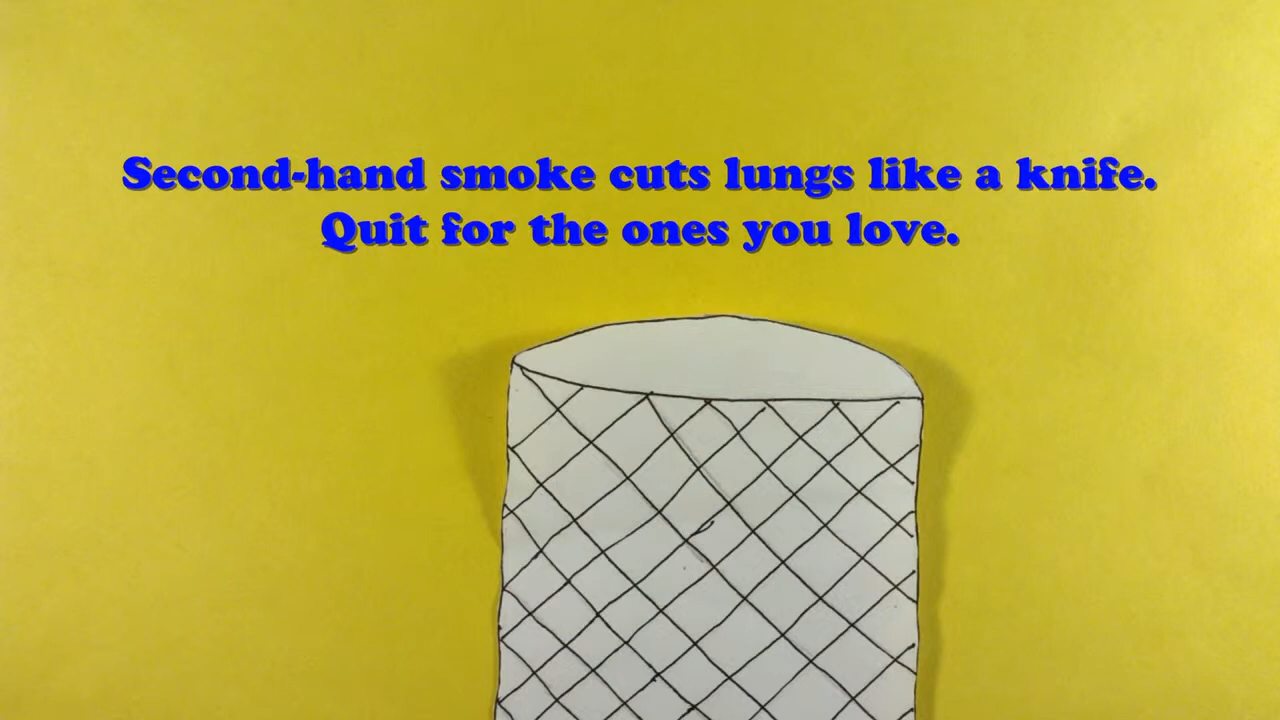 Second-hand smoke cuts lungs like a knife.
Quit for the ones you love.